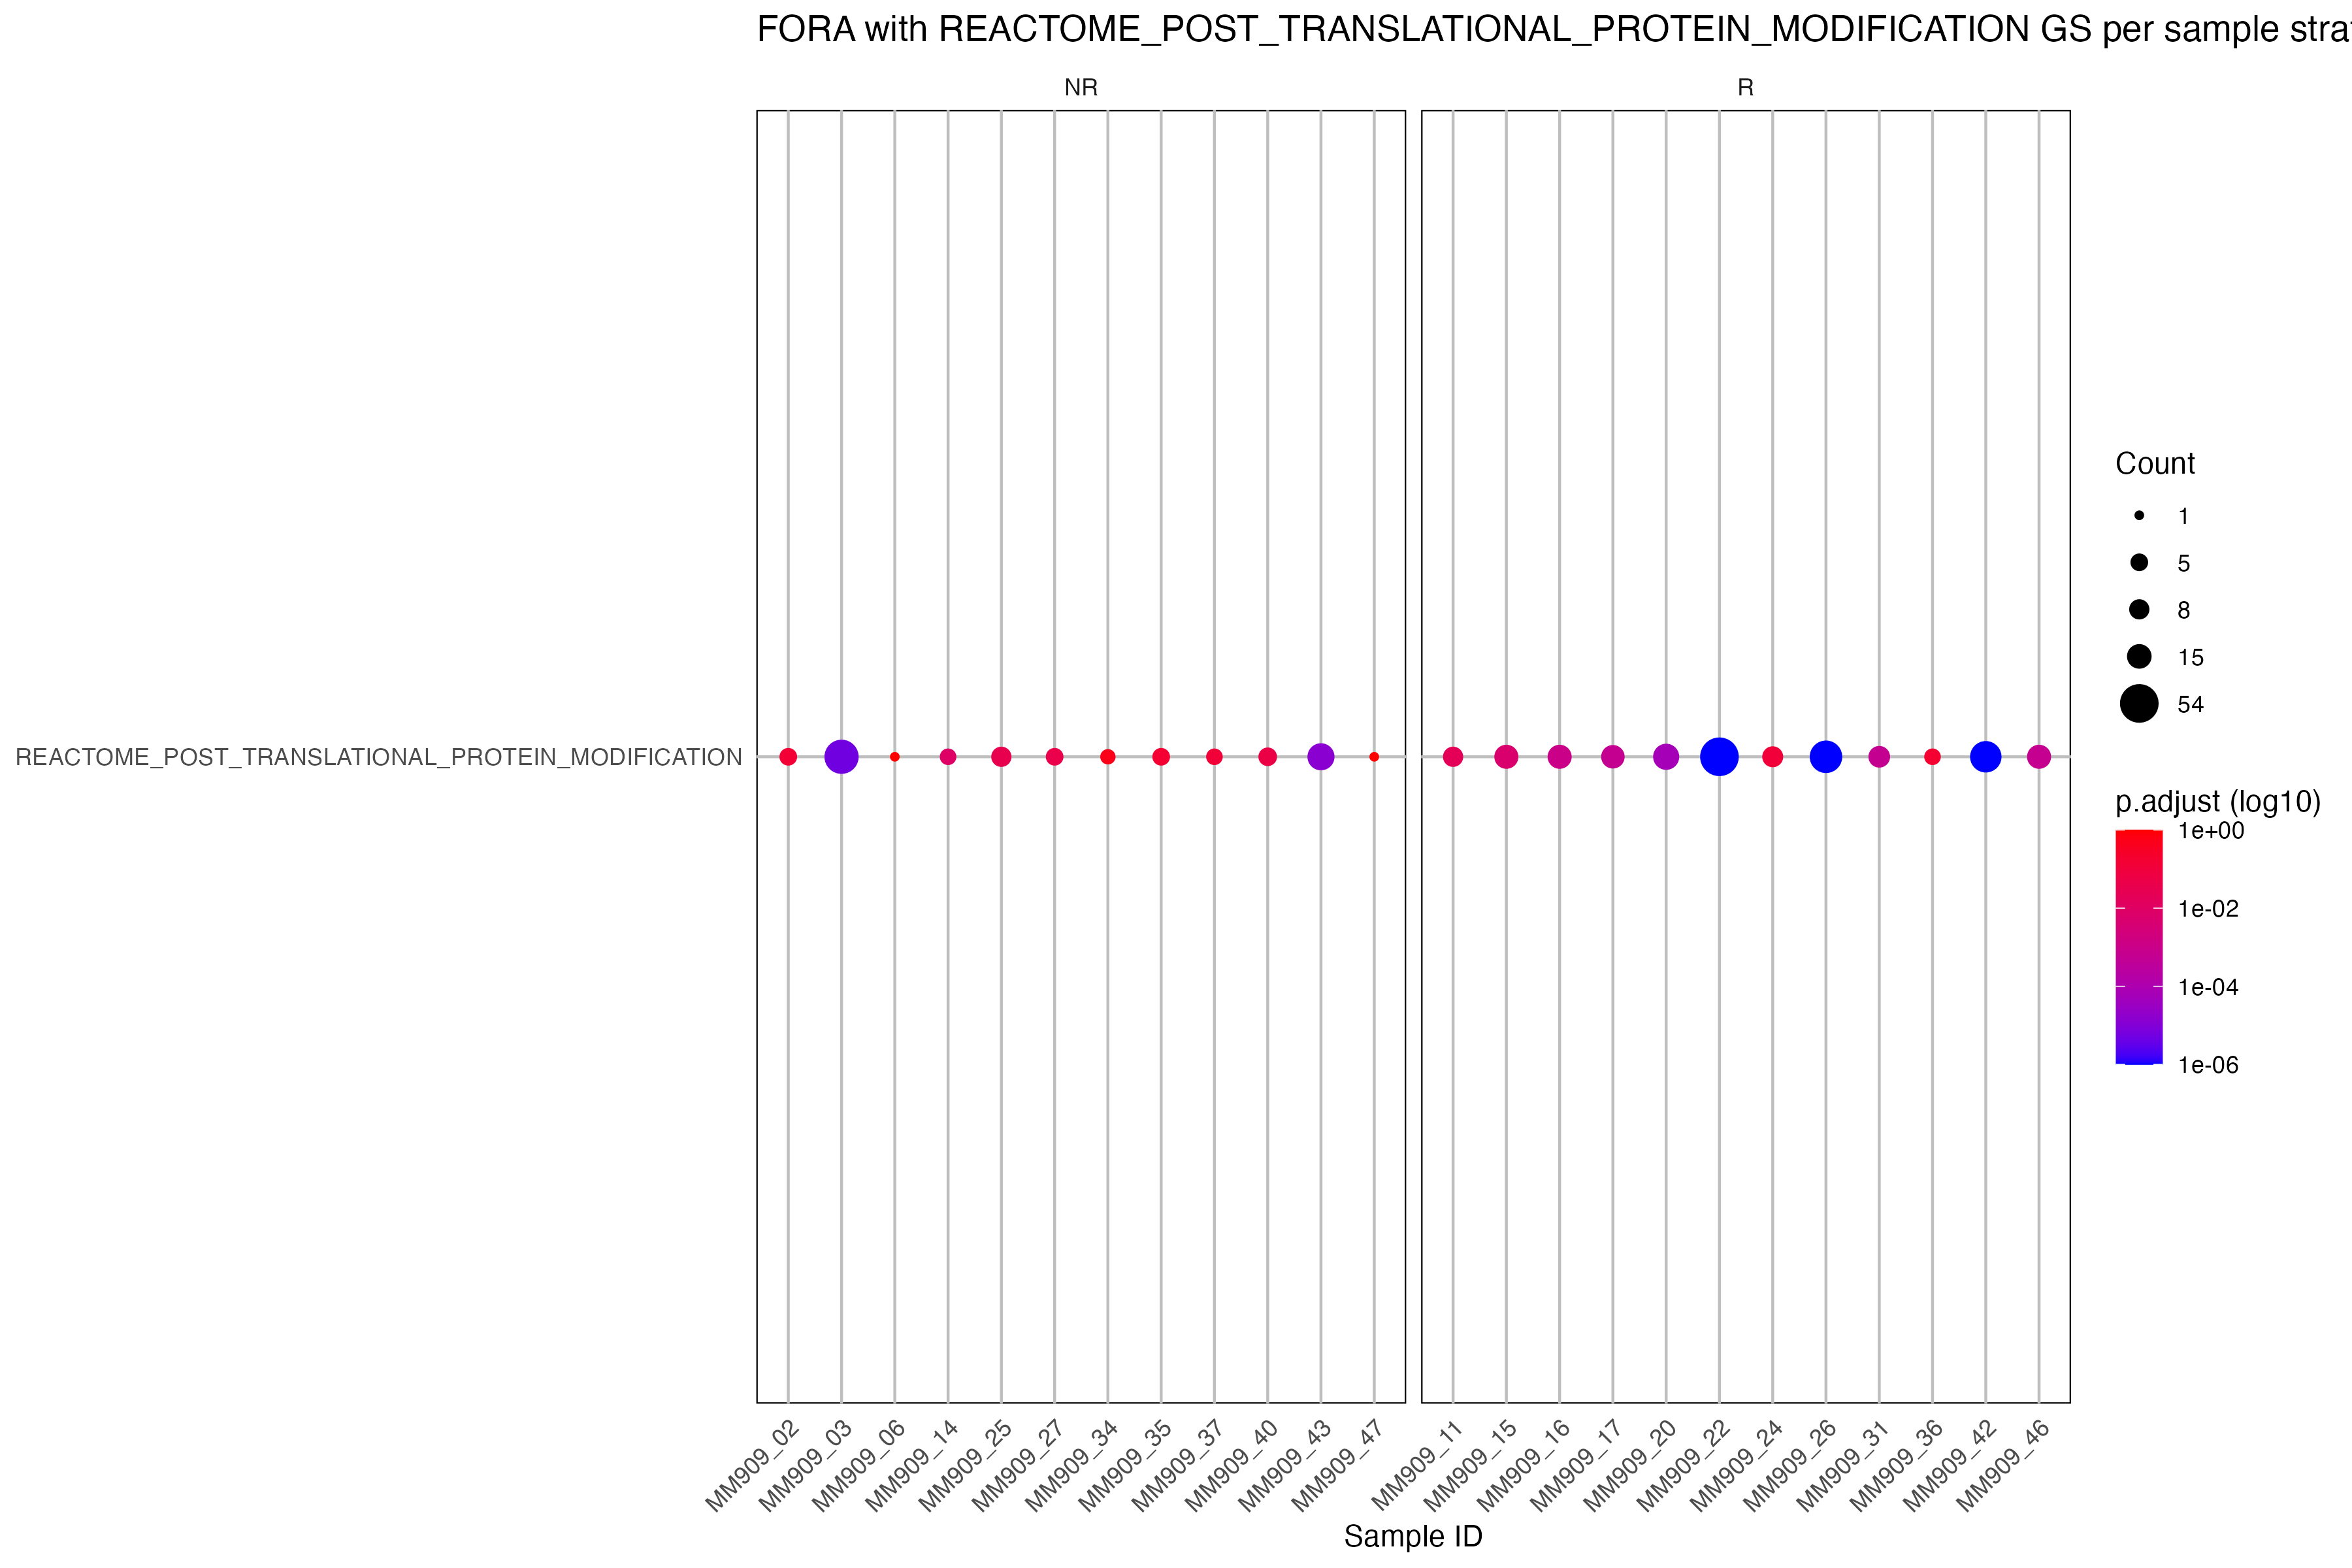 FORA with REACTOME_POST_TRANSLATIONAL_PROTEIN_MODIFICATION GS per sample strat
NR
R
REACTOME_POST_TRANSLATIONAL_PROTEIN_MODIFICATION
MM909_02
MM909_03
MM909_06
MM909_14
MM909_25
MM909_27
MM909_34
MM909_35
MM909_37
MM909_40
MM909_43
MM909_47
MM909_11
MM909_15
MM909_16
MM909_17
MM909_20
MM909_22
MM909_24
MM909_26
MM909_31
MM909_36
MM909_42
MM909_46
Sample ID
Count
1
5
8
15
54
p.adjust (log10)
1e+00
1e-02
1e-04
1e-06